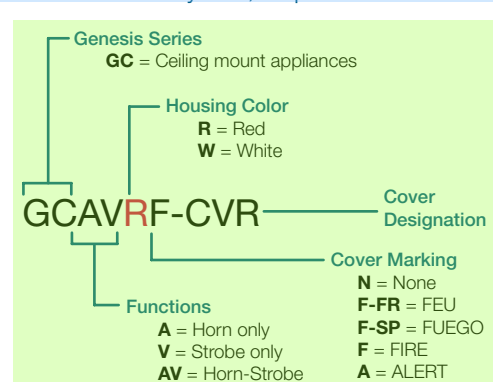 Genesis Series
GC = Ceiling mount appliances
Housing Color
R = Red
W = White
GCAVRF-CVR
Cover
Designation
Cover Marking
N = None
F-FR = FEU
F-SP = FUEGO
F = FIRE
A = ALERT
Functions
A = Horn only
V = Strobe only
AV = Horn-Strobe